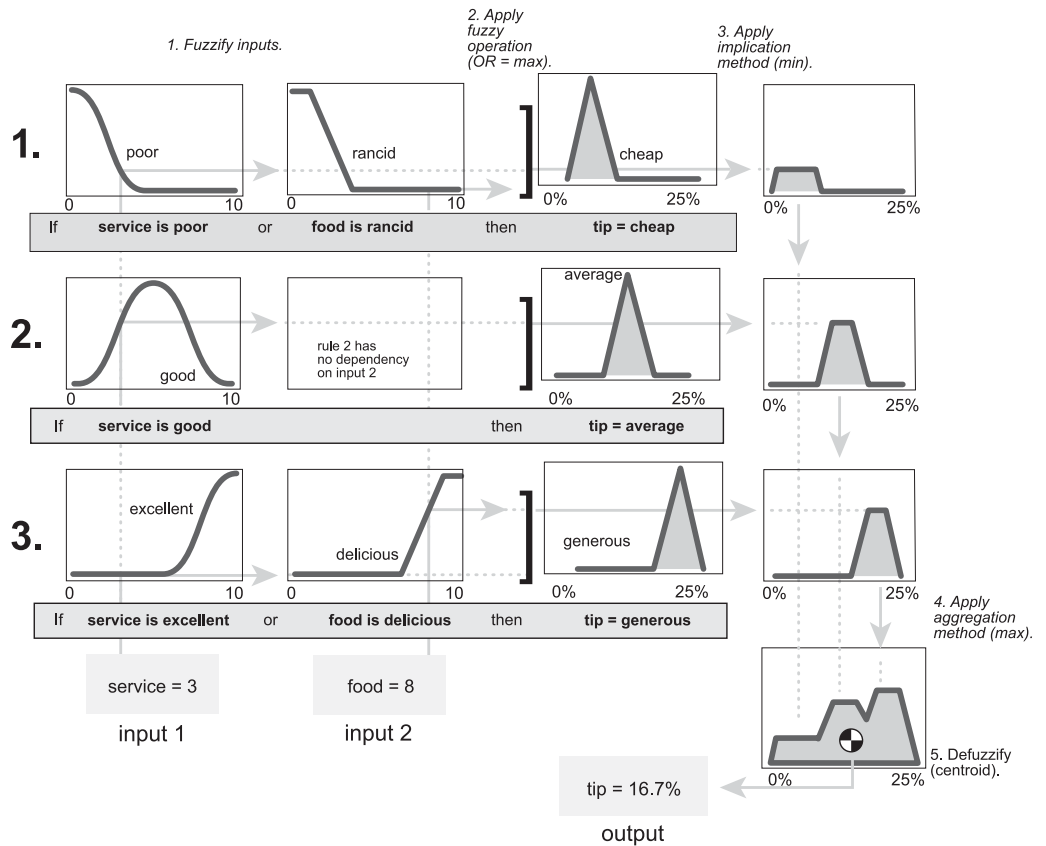 1. Fuzzify inputs.
2. Apply
fuzzy
operation
(OR = max).
3. Apply
implication
method (min).
1.
poor
0 10
rancid
0 10
cheap
0% 25%
0% 25%
If service is poor or food is rancid then tip = cheap
2.
good
0 10
rule 2 has
no dependency
on input 2
average
0% 25%
0% 25%
If service is good then tip = average
3.
excellent
0 10
delicious
0 10
generous
0% 25%
0% 25%
If service is excellent or food is delicious then tip = generous
4. Apply
aggregation
method (max).
service = 3
input 1
food = 8
input 2
0% 25%
5. Defuzzify
(centroid).
tip = 16.7%
output